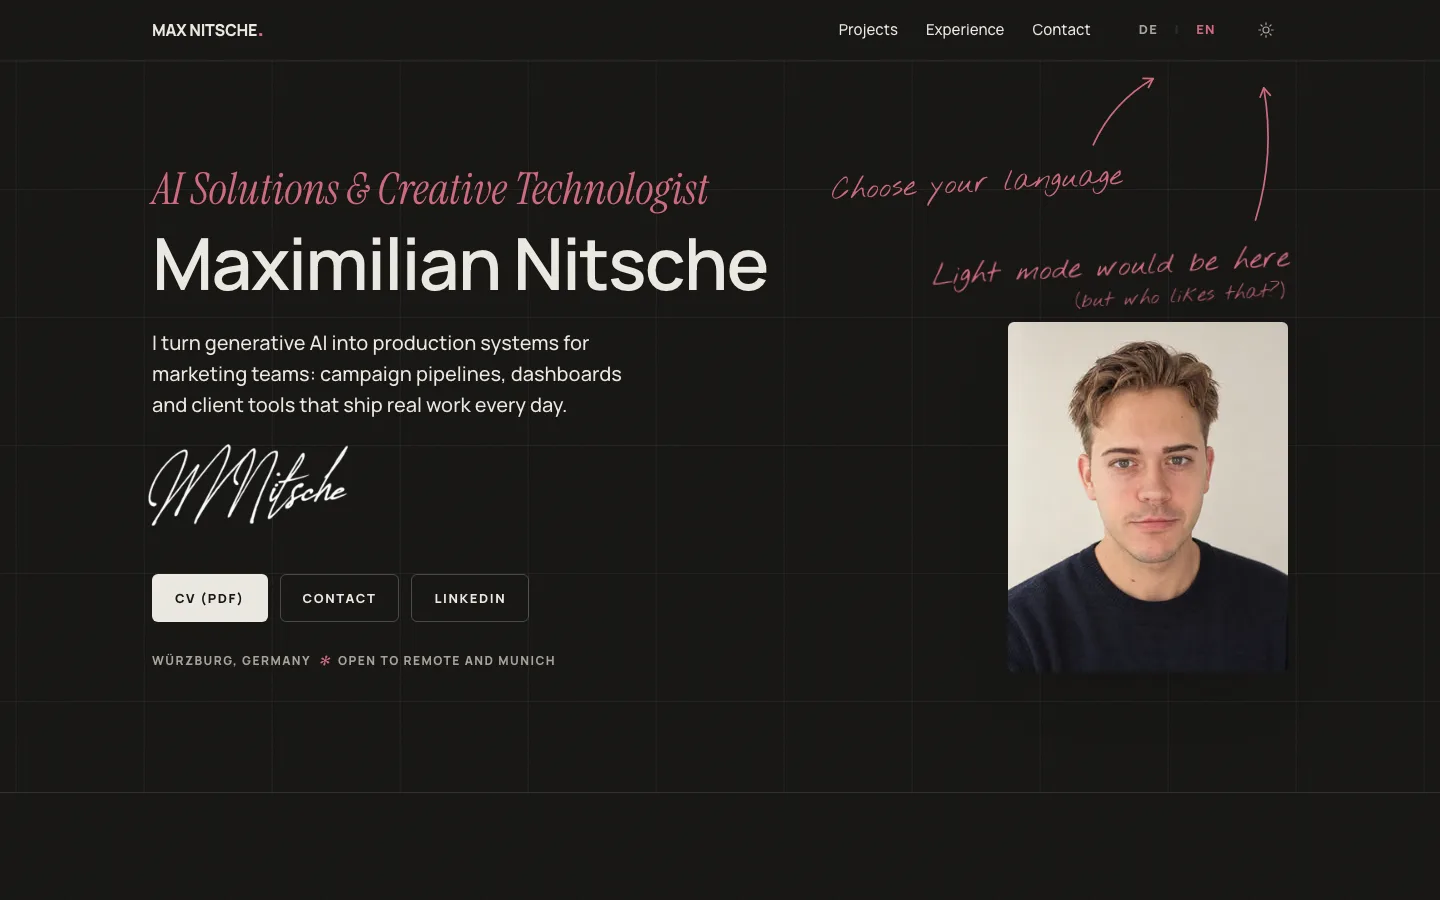 MAX NITSCHE.
Projects Experience Contact DE EN
Choose your language
Light mode would be here
(but who likes that?)
AI Solutions & Creative Technologist
Maximilian Nitsche
I turn generative AI into production systems for
marketing teams: campaign pipelines, dashboards
and client tools that ship real work every day.
MNitsche
CV (PDF) CONTACT LINKEDIN
WÜRZBURG, GERMANY * OPEN TO REMOTE AND MUNICH